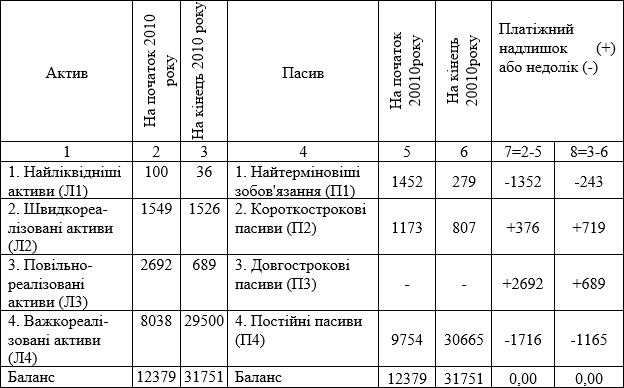 Актив
На початок 2010
року
На кінець 2010 року
Пасив
На початок
20010року
На кінець
20010року
Платіжний
надлишок (+)
або недолік (-)
1 2 3 4 5 6 7=2-5 8=3-6
1. Найліквідніші
активи (Л1)
100 36
1. Найтерміновіші
зобов'язання (П1)
1452 279 -1352 -243
2. Швидкореа-
лізовані активи
(Л2)
1549 1526
2. Короткострокові
пасиви (П2)
1173 807 +376 +719
3. Повільно-
реалізовані
активи (Л3)
2692 689
3. Довгострокові
пасиви (П3)
- - +2692 +689
4. Важкореалі-
зовані активи
(Л4)
8038 29500
4. Постійні пасиви
(П4)
9754 30665 -1716 -1165
Баланс 12379 31751 Баланс 12379 31751 0,00 0,00